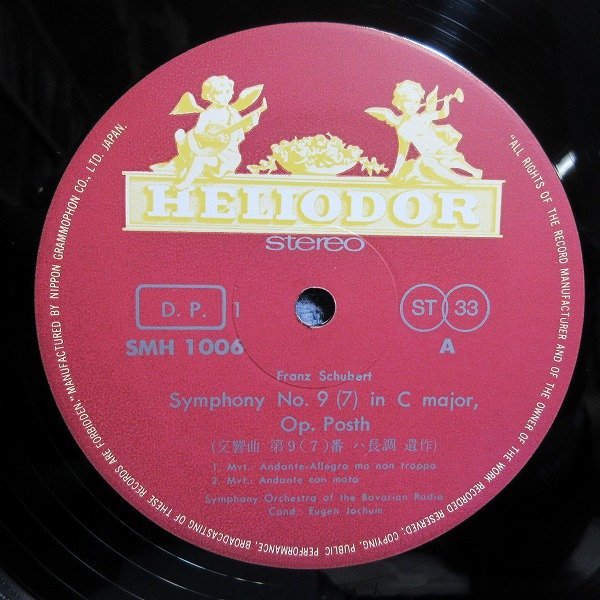 HELIODOR
stereo
D. P. 1
SMH 1006
ST 33
A
Franz Schubert
Symphony No. 9 (7) in C major,
Op. Posth
(交響曲 第9(7)番 ハ長調 遺作)
1. Mvt.: Andante-Allegro ma non troppo
2. Mvt.: Andante con moto
Symphony Orchestra of the Bavarian Radio
Cond.: Eugen Jochum
"ALL RIGHTS OF THE RECORD MANUFACTURER AND OF THE OWNER OF THE WORK RECORDED RESERVED, COPYING, PUBLIC PERFORMANCE, BROADCASTING OF THESE RECORDS ARE FORBIDDEN." MANUFACTURED BY NIPPON GRAMMOPHON CO., LTD. JAPAN.